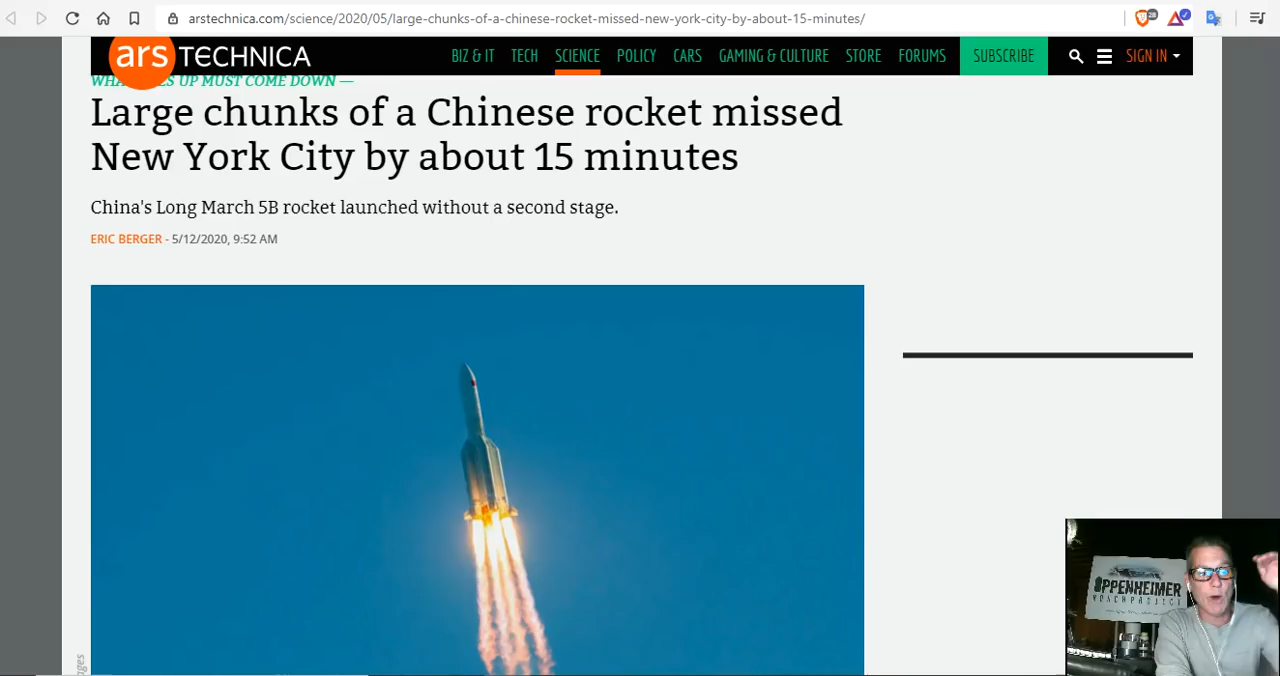 arstechnica.com/science/2020/05/large-chunks-of-a-chinese-rocket-missed-new-york-city-by-about-15-minutes/
ars TECHNICA
BIZ & IT TECH SCIENCE POLICY CARS GAMING & CULTURE STORE FORUMS SUBSCRIBE SIGN IN
MUST COME DOWN —
Large chunks of a Chinese rocket missed
New York City by about 15 minutes
China's Long March 5B rocket launched without a second stage.
ERIC BERGER - 5/12/2020, 9:52 AM
OPPENHEIMER